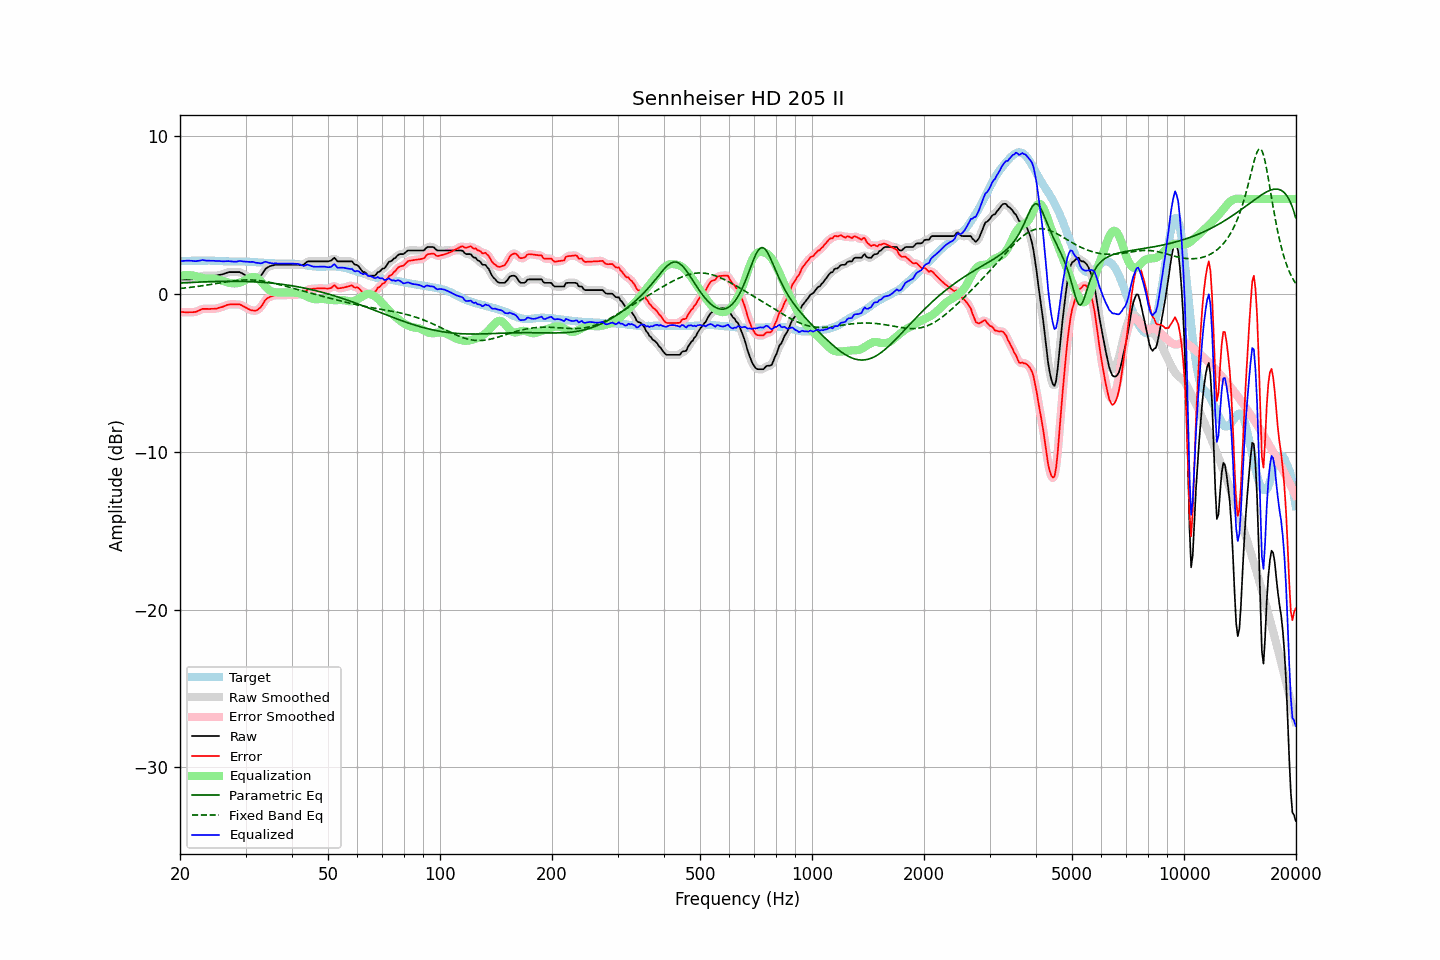 Sennheiser HD 205 II
10
0
−10
−20
−30
Amplitude (dBr)
Target
Raw Smoothed
Error Smoothed
Raw
Error
Equalization
Parametric Eq
Fixed Band Eq
Equalized
20
50
100
200
500
1000
2000
5000
10000
20000
Frequency (Hz)